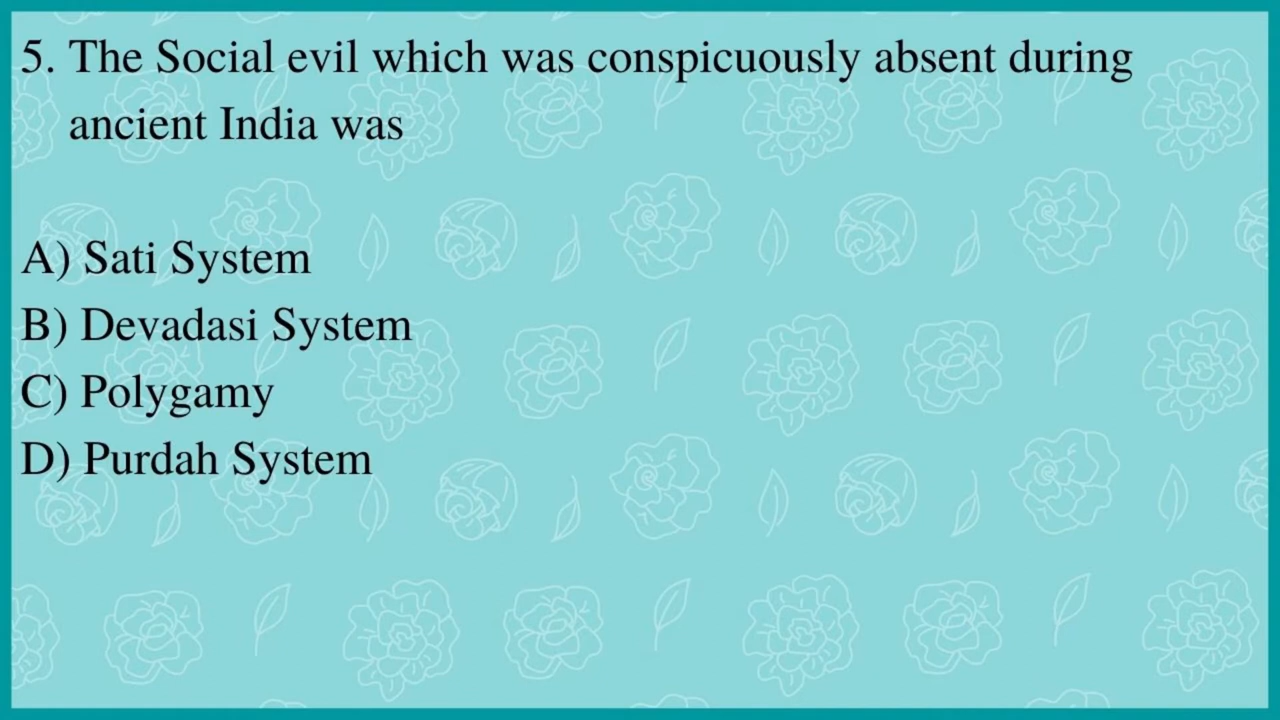 5. The Social evil which was conspicuously absent during
ancient India was
A) Sati System
B) Devadasi System
C) Polygamy
D) Purdah System